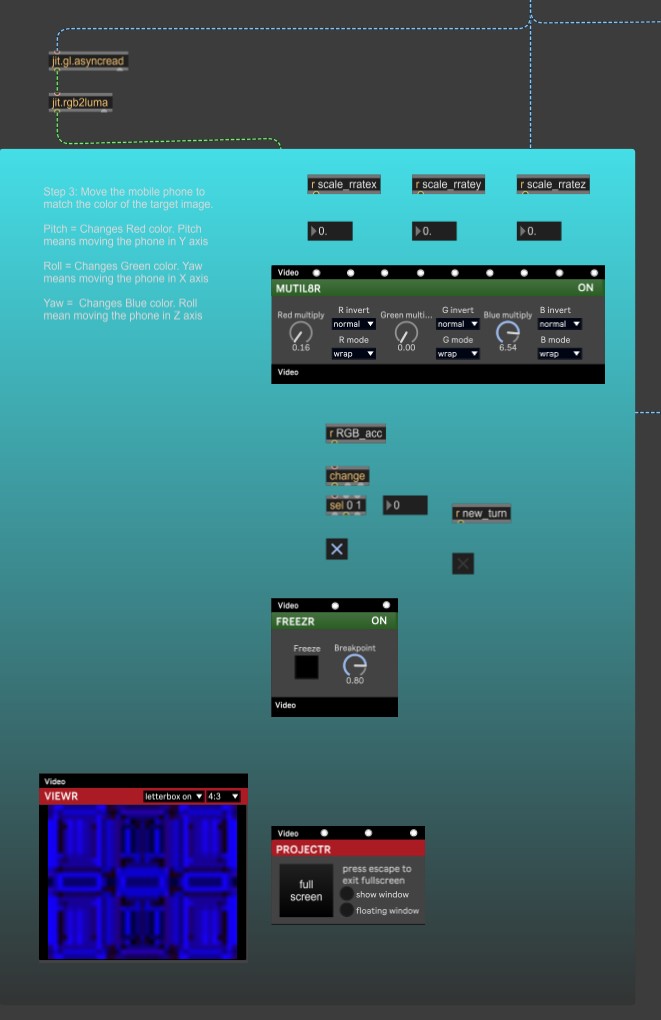 jit.gl.asyncread
jit.rgb2luma
Step 3: Move the mobile phone to
match the color of the target image.
Pitch = Changes Red color. Pitch
means moving the phone in Y axis
Roll = Changes Green color. Yaw
means moving the phone in X axis
Yaw =  Changes Blue color. Roll
mean moving the phone in Z axis
r scale_rratex
r scale_rratey
r scale_rratez
0.
0.
0.
Video
MUTIL8R
ON
Red multiply
0.16
R invert
normal
R mode
wrap
Green multi...
0.00
G invert
normal
G mode
wrap
Blue multiply
6.54
B invert
normal
B mode
wrap
Video
r RGB_acc
change
sel 0 1
0
r new_turn
Video
FREEZR
ON
Freeze
Breakpoint
0.80
Video
Video
VIEWR
letterbox on
4:3
Video
PROJECTR
full
screen
press escape to
exit fullscreen
show window
floating window